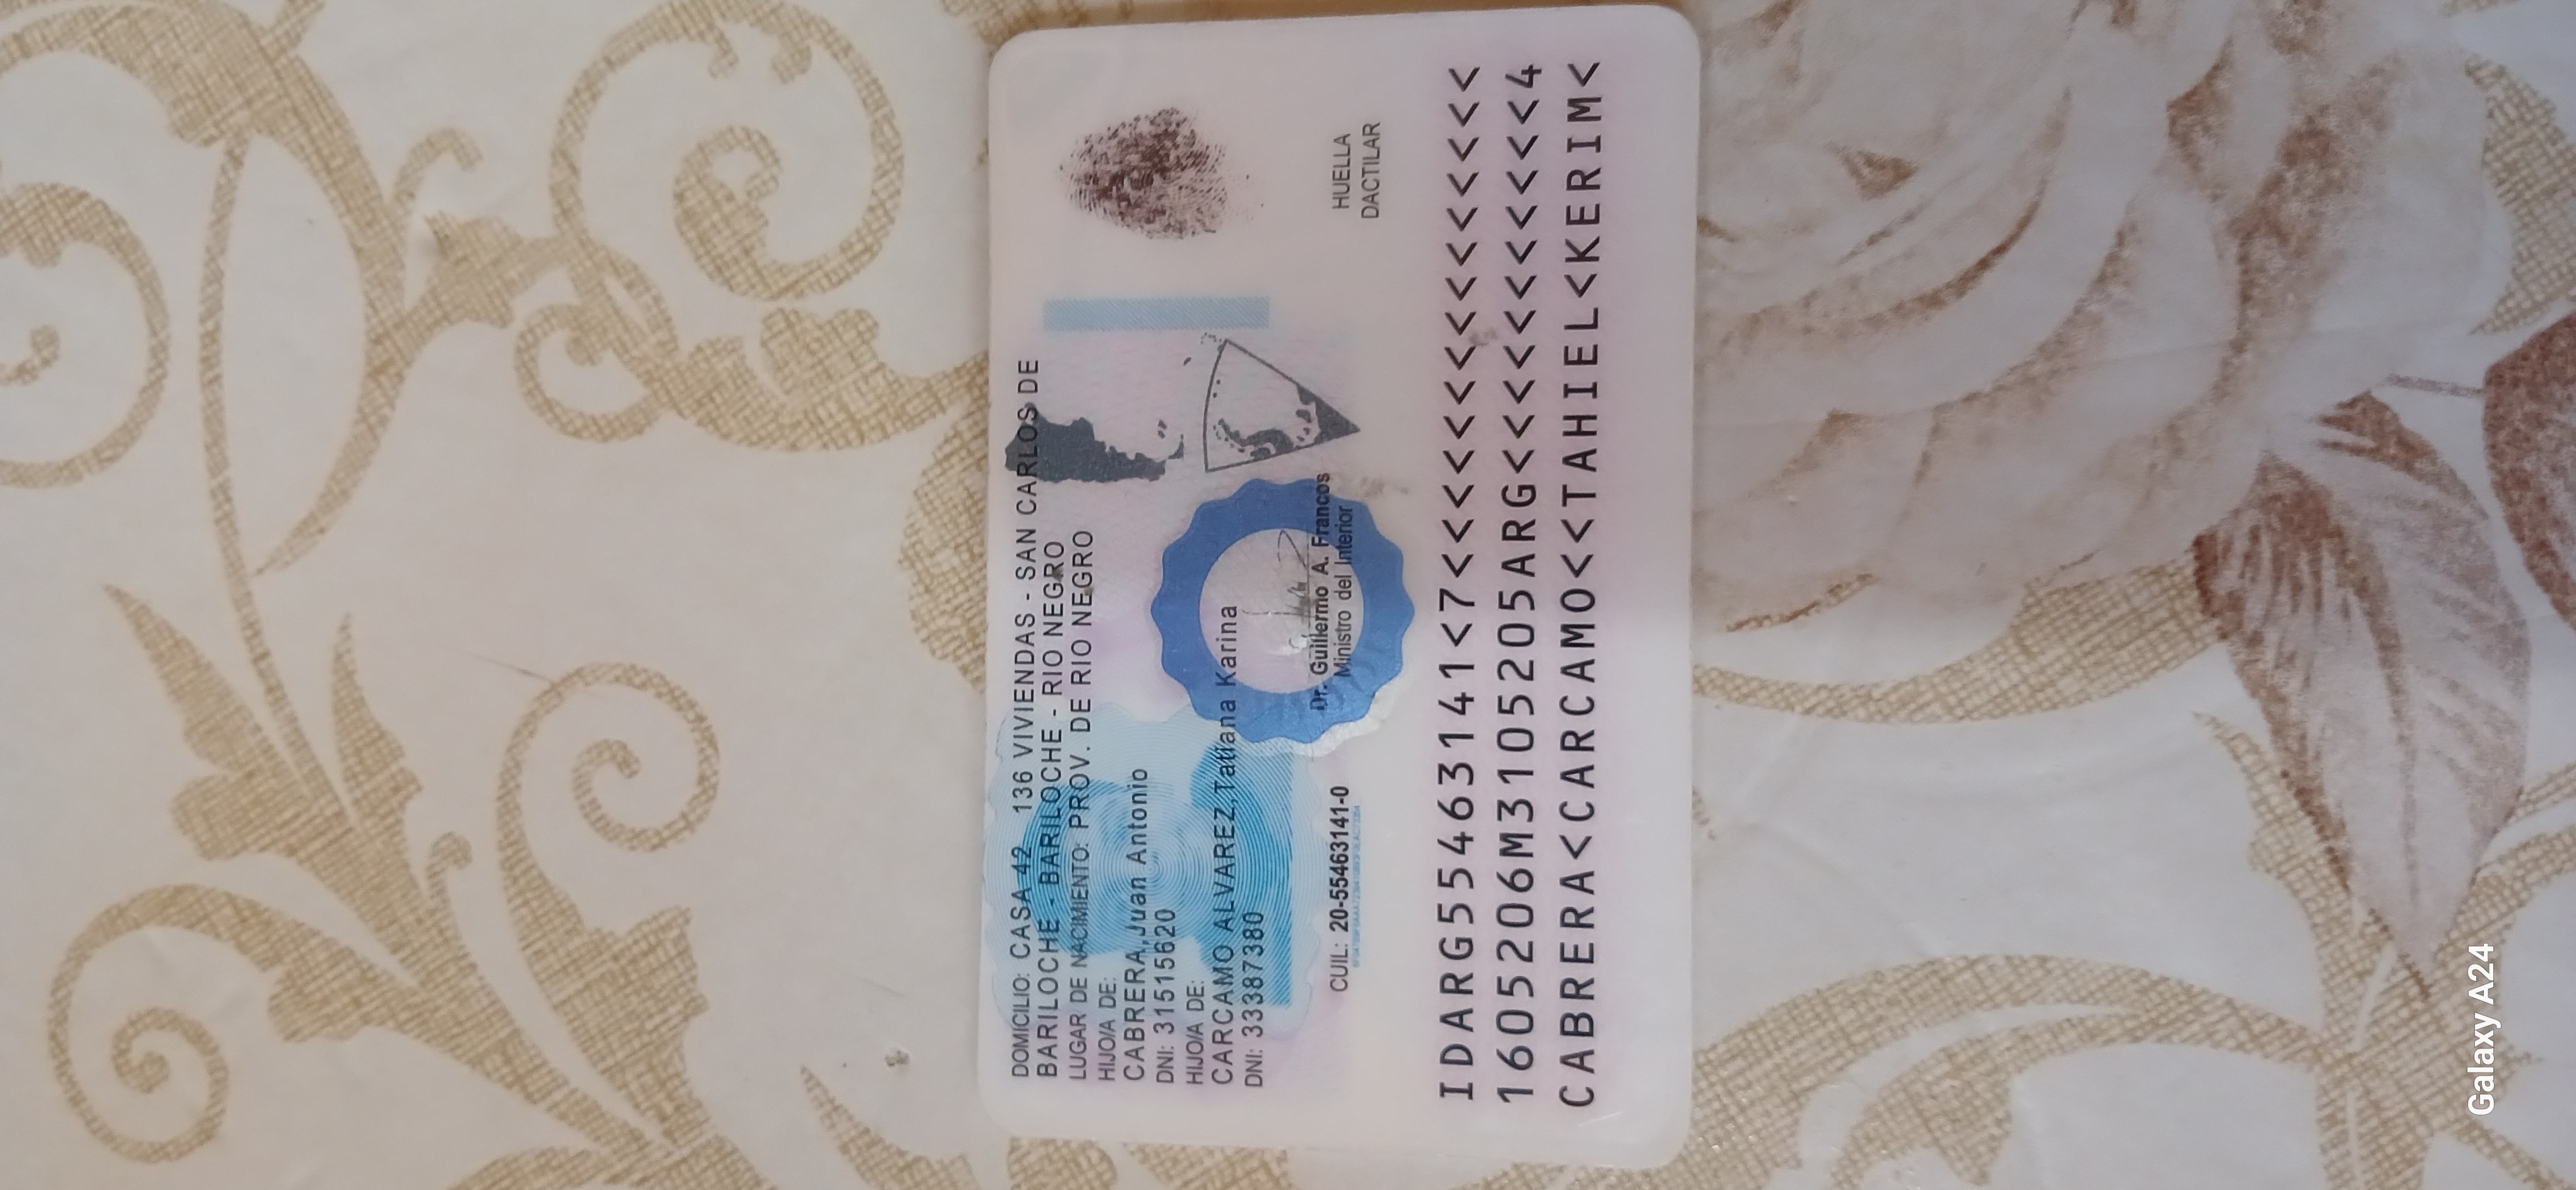 DOMICILIO: CASA 42 136 VIVIENDAS - SAN CARLOS DE
BARILOCHE - BARILOCHE - RIO NEGRO
LUGAR DE NACIMIENTO: PROV. DE RIO NEGRO
HIJO/A DE:
CABRERA,Juan Antonio
DNI: 31515620
HIJO/A DE:
CARCAMO ALVAREZ,Tatiana Karina
DNI: 33387380
CUIL: 20-55463141-0
Dr. Guillermo A. Francos
Ministro del Interior
HUELLA
DACTILAR
IDARG55463141<7<<<<<<<<<<<<<<<
1605206M3105205ARG<<<<<<<<<<<4
CABRERA<CARCAMO<<TAHIEL<KERIM<
Galaxy A24